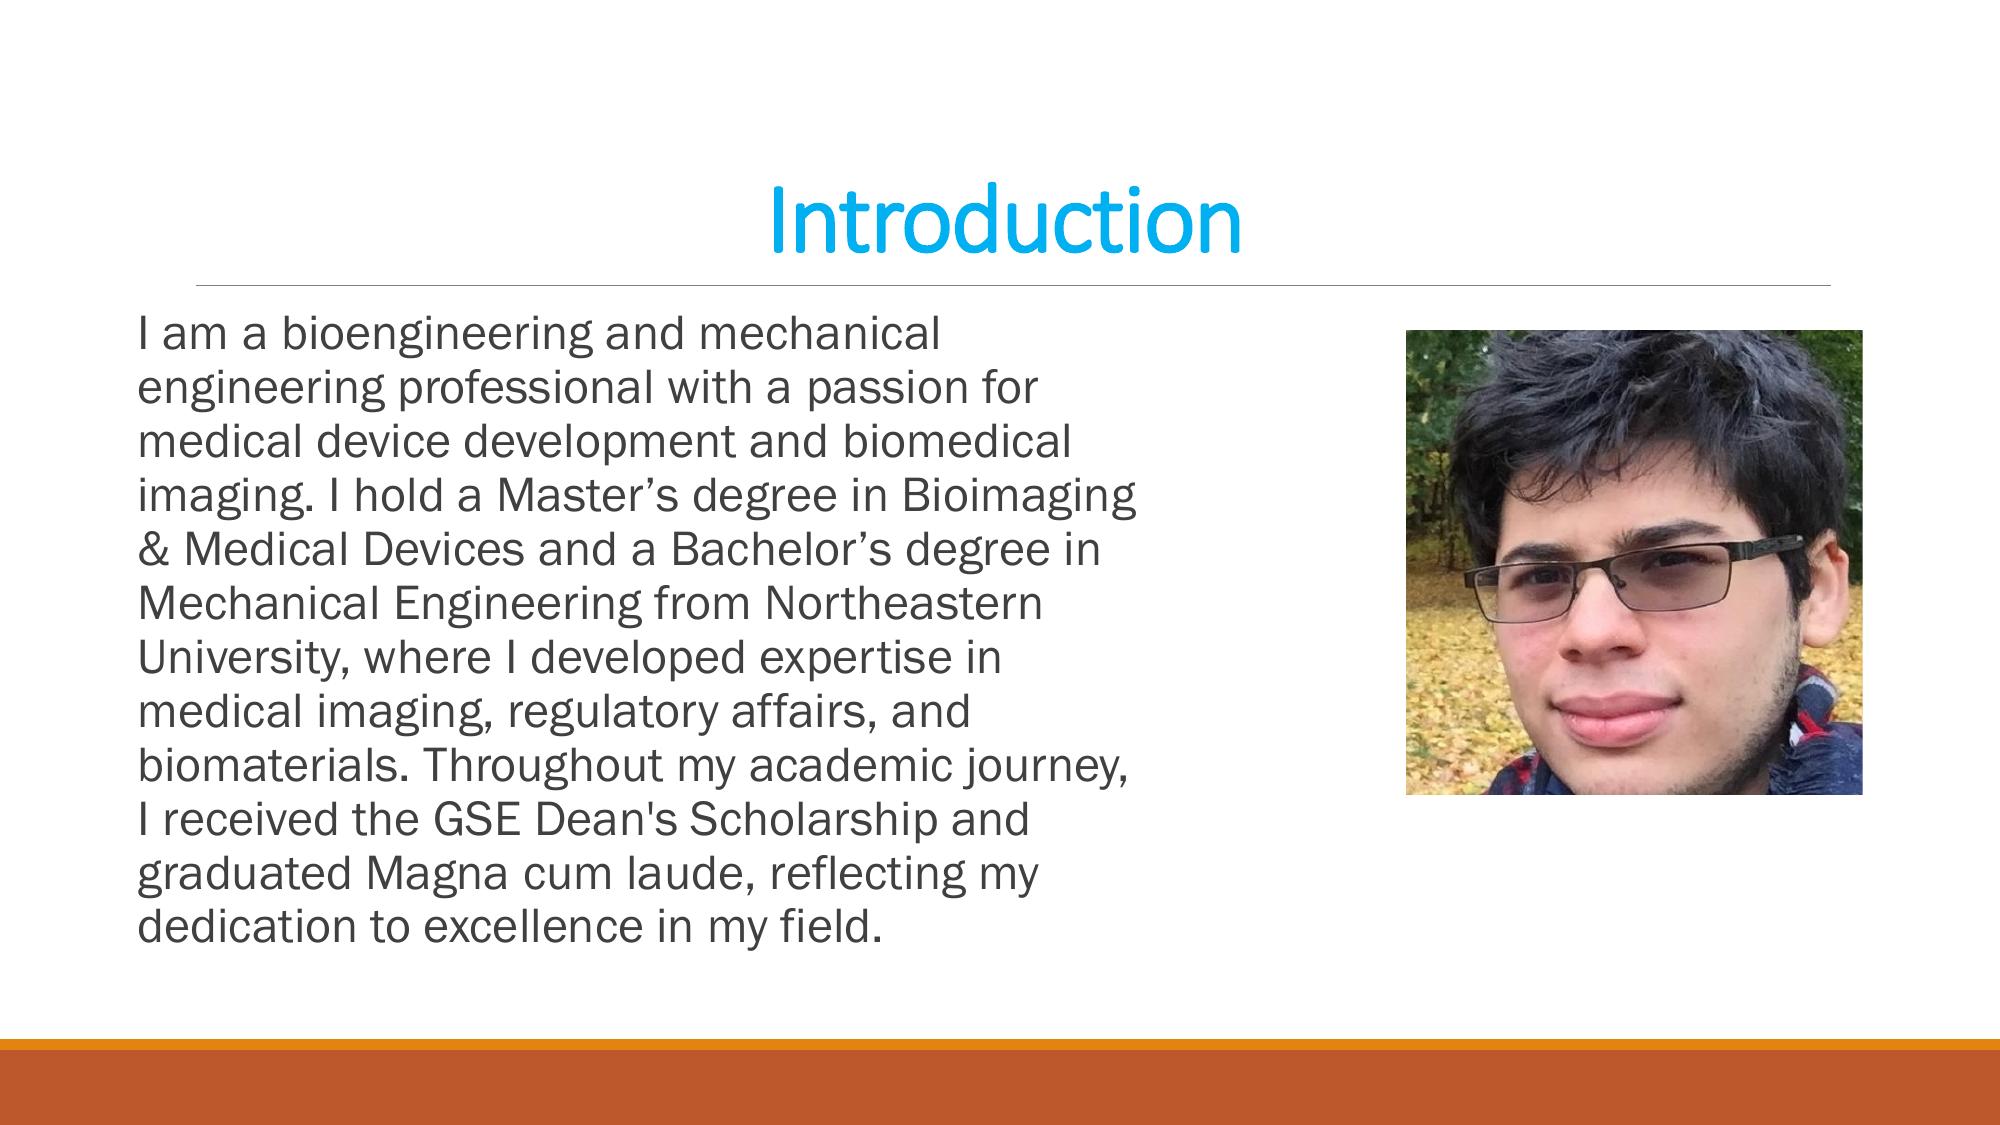 Introduction
I am a bioengineering and mechanical
engineering professional with a passion for
medical device development and biomedical
imaging. I hold a Master’s degree in Bioimaging
& Medical Devices and a Bachelor’s degree in
Mechanical Engineering from Northeastern
University, where I developed expertise in
medical imaging, regulatory affairs, and
biomaterials. Throughout my academic journey,
I received the GSE Dean's Scholarship and
graduated Magna cum laude, reflecting my
dedication to excellence in my field.